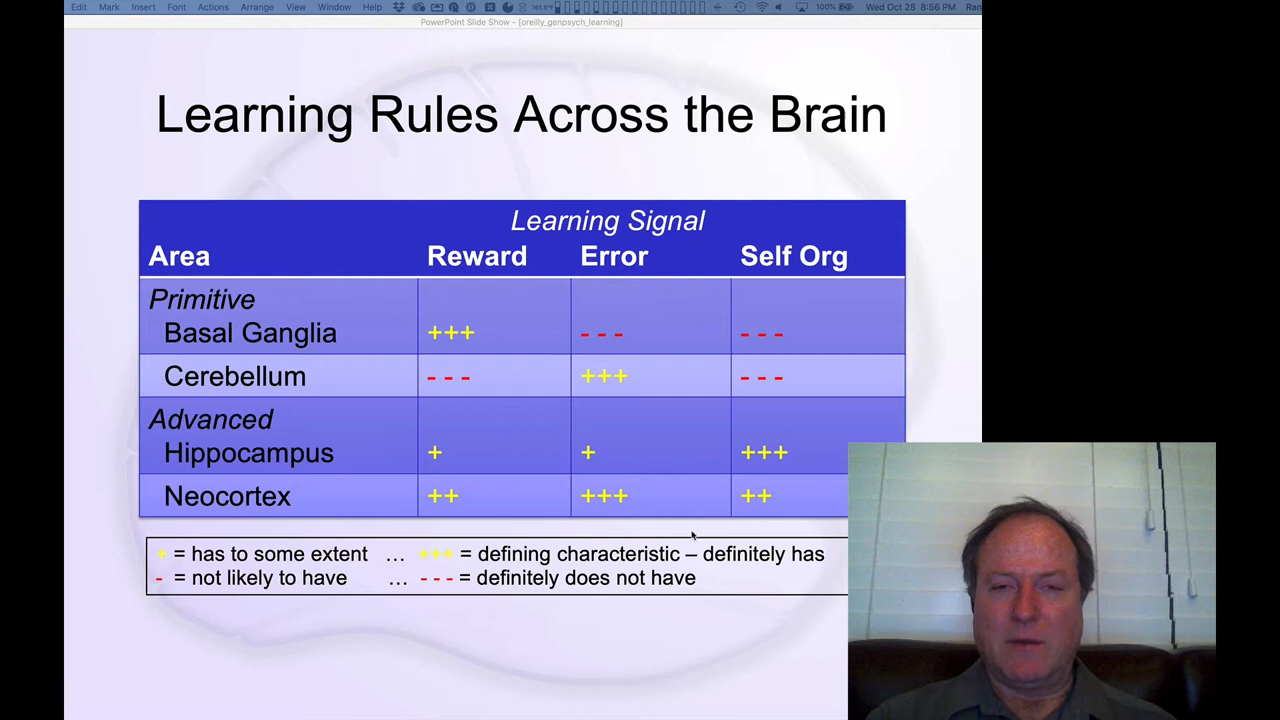 Edit Mark Insert Font Actions Arrange View Window Help 100% Wed Oct 28 8:56 PM
PowerPoint Slide Show - [oreilly_genpsych_learning]
Learning Rules Across the Brain
Learning Signal
Area Reward Error Self Org
Primitive
Basal Ganglia +++ - - - - - -
Cerebellum - - - +++ - - -
Advanced
Hippocampus + + +++
Neocortex ++ +++ ++
+ = has to some extent … +++ = defining characteristic – definitely has
- = not likely to have … - - - = definitely does not have